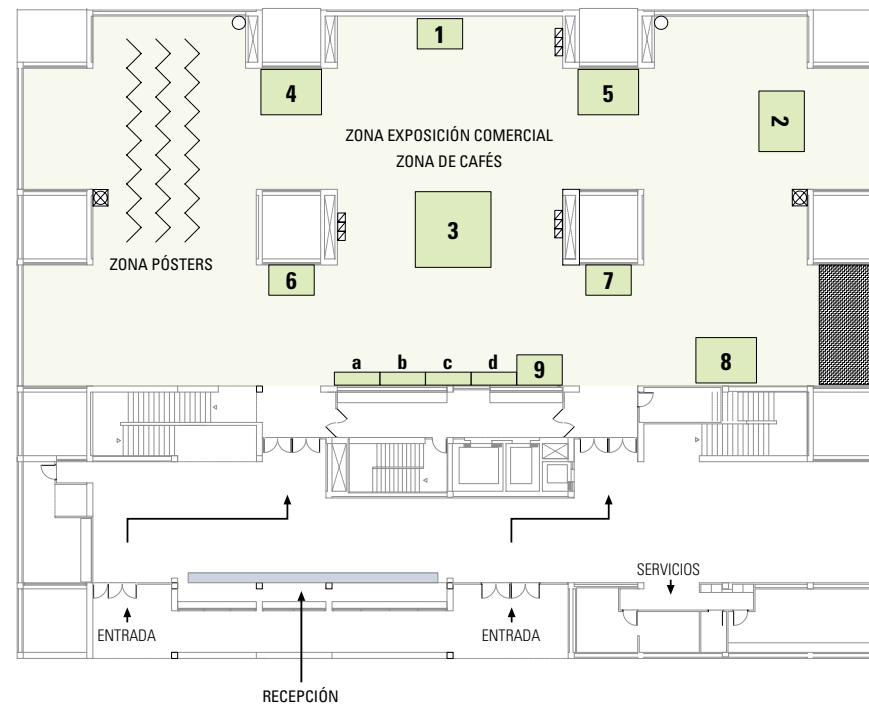 1
4
5
2
ZONA EXPOSICIÓN COMERCIAL
ZONA DE CAFÉS
3
ZONA PÓSTERS
6
7
a b c d 9
8
SERVICIOS
ENTRADA
ENTRADA
RECEPCIÓN